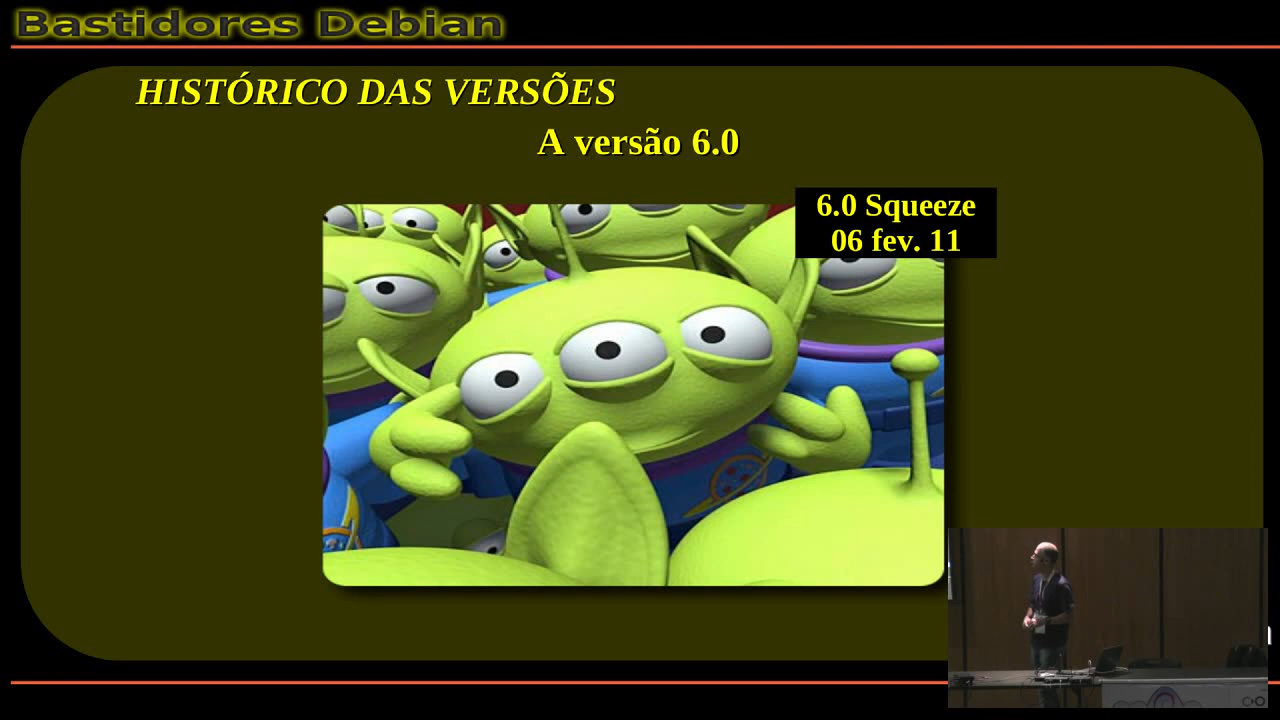 Bastidores Debian
HISTÓRICO DAS VERSÕES
A versão 6.0
6.0 Squeeze
06 fev. 11